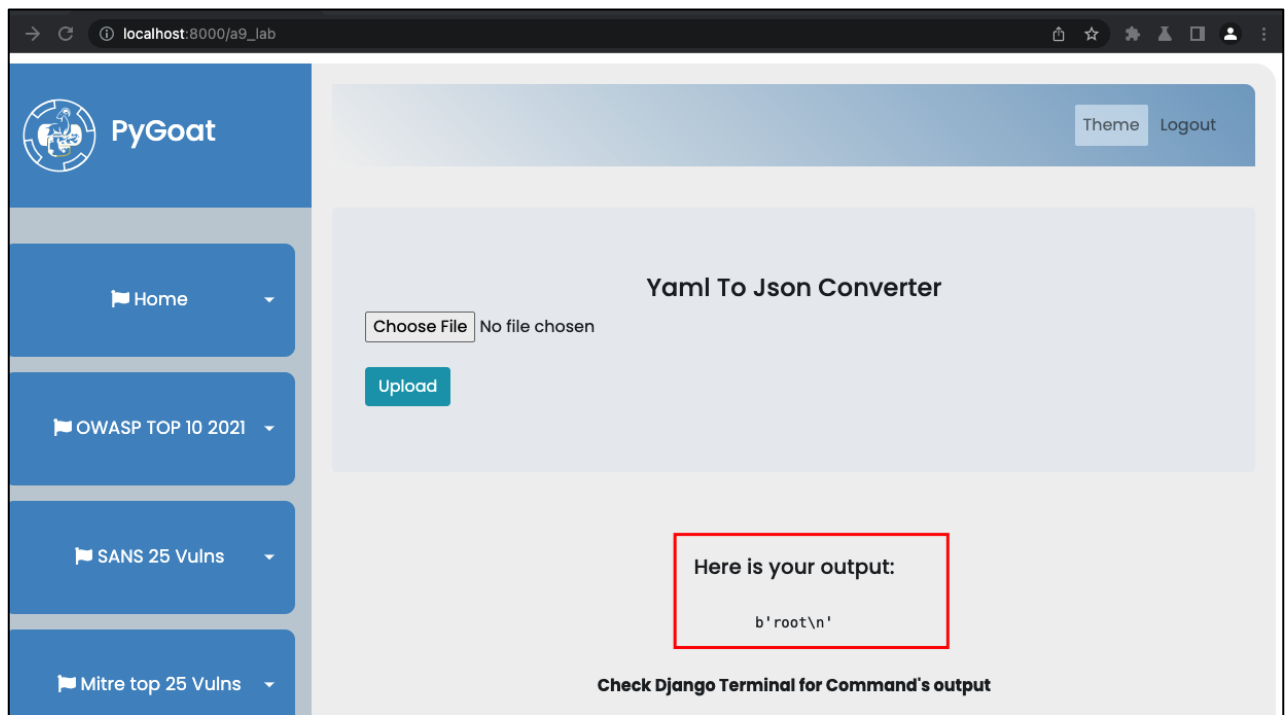 localhost:8000/a9_lab
PyGoat
Theme Logout
Home
OWASP TOP 10 2021
SANS 25 Vulns
Mitre top 25 Vulns
Yaml To Json Converter
Choose File No file chosen
Upload
Here is your output:
b'root\n'
Check Django Terminal for Command's output